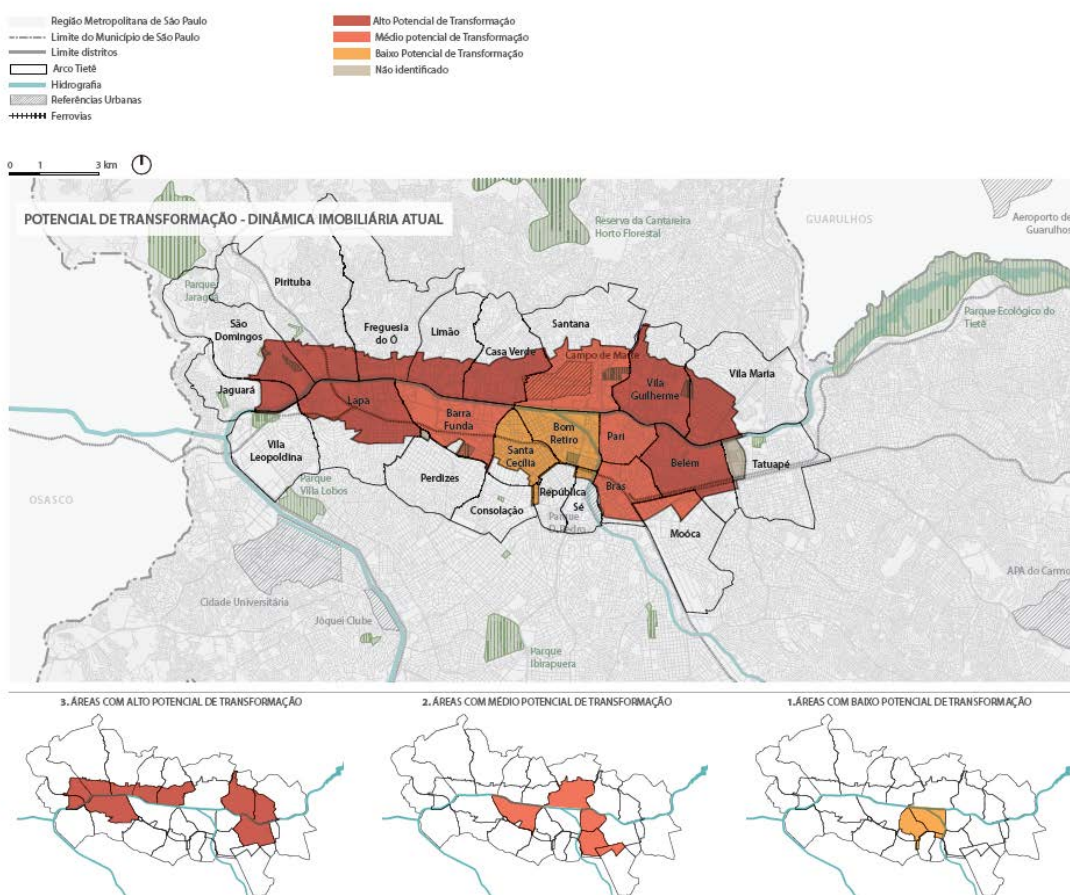 Região Metropolitana de São Paulo
Limite do Município de São Paulo
Limite distritos
Arco Tietê
Hidrografia
Referências Urbanas
Ferrovias
Alto Potencial de Transformação
Médio potencial de Transformação
Baixo Potencial de Transformação
Não identificado
0 1 3 km
POTENCIAL DE TRANSFORMAÇÃO - DINÂMICA IMOBILIÁRIA ATUAL
Reserva da Cantareira
Horto Florestal
GUARULHOS
Aeroporto de
Guarulhos
Parque Ecológico do
Tietê
Pirituba
Parque
Jaraguá
São
Domingos
Freguesia
do Ó
Limão
Casa Verde
Santana
Campo de Marte
Vila
Guilherme
Vila Maria
Jaguará
Lapa
Barra
Funda
Bom
Retiro
Santa
Cecília
Pari
Belém
Tatuapé
Vila
Leopoldina
Perdizes
Parque
Villa Lobos
Consolação
República
Sé
Parque
D. Pedro
Brás
Moóca
OSASCO
Cidade Universitária
Jóquei Clube
Parque
Ibirapuera
APA do Carmo
3. ÁREAS COM ALTO POTENCIAL DE TRANSFORMAÇÃO
2. ÁREAS COM MÉDIO POTENCIAL DE TRANSFORMAÇÃO
1.ÁREAS COM BAIXO POTENCIAL DE TRANSFORMAÇÃO